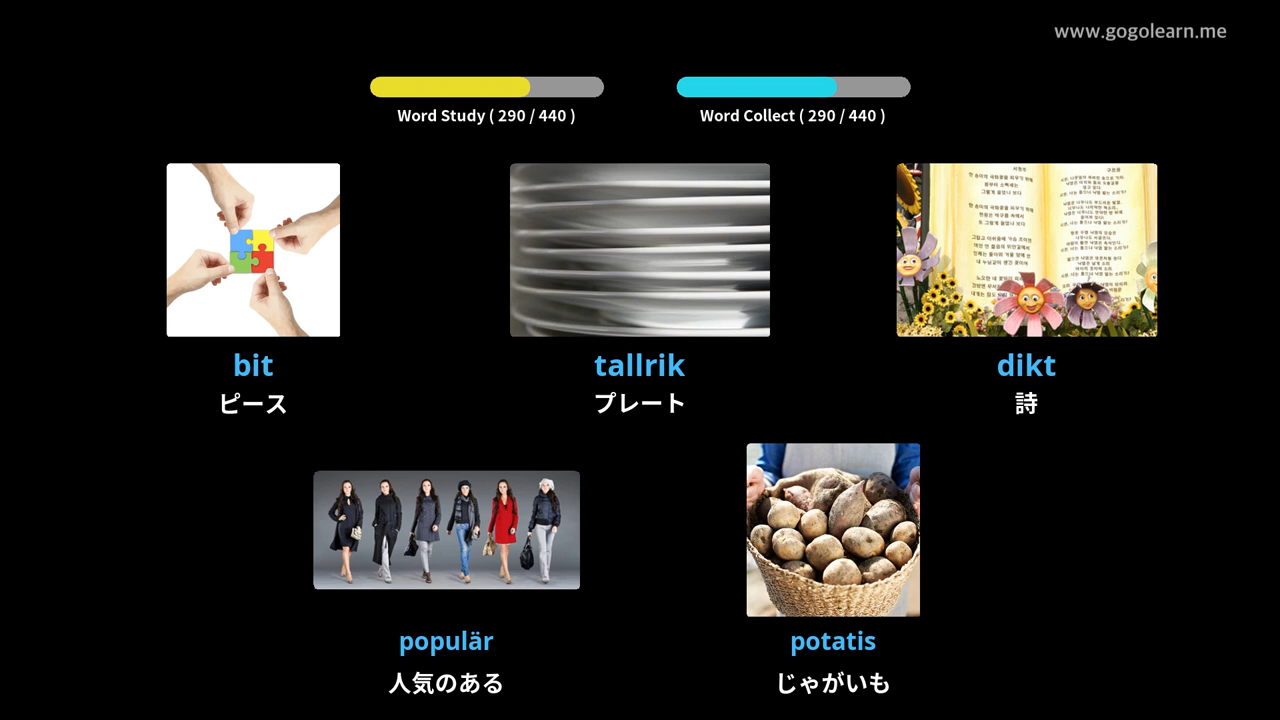 www.gogolearn.me
Word Study ( 290 / 440 )
Word Collect ( 290 / 440 )
bit
ピース
tallrik
プレート
dikt
詩
populär
人気のある
potatis
じゃがいも